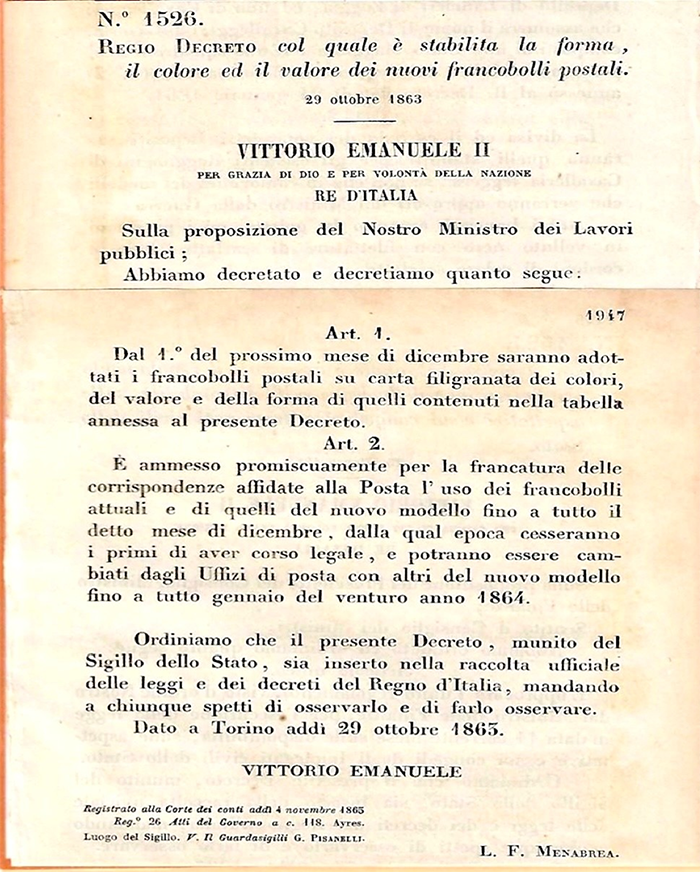 N.º 1526.
REGIO DECRETO col quale è stabilita la forma,
il colore ed il valore dei nuovi francobolli postali.
29 ottobre 1863
VITTORIO EMANUELE II
PER GRAZIA DI DIO E PER VOLONTÀ DELLA NAZIONE
RE D'ITALIA
Sulla proposizione del Nostro Ministro dei Lavori
pubblici;
Abbiamo decretato e decretiamo quanto segue:
1947
Art. 1.
Dal 1.º del prossimo mese di dicembre saranno adot-
tati i francobolli postali su carta filigranata dei colori,
del valore e della forma di quelli contenuti nella tabella
annessa al presente Decreto.
Art. 2.
È ammesso promiscuamente per la francatura delle
corrispondenze affidate alla Posta l'uso dei francobolli
attuali e di quelli del nuovo modello fino a tutto il
detto mese di dicembre, dalla qual epoca cesseranno
i primi di aver corso legale, e potranno essere cam-
biati dagli Uffizi di posta con altri del nuovo modello
fino a tutto gennaio del venturo anno 1864.
Ordiniamo che il presente Decreto, munito del
Sigillo dello Stato, sia inserto nella raccolta ufficiale
delle leggi e dei decreti del Regno d'Italia, mandando
a chiunque spetti di osservarlo e di farlo osservare.
Dato a Torino addì 29 ottobre 1863.
VITTORIO EMANUELE
Registrato alla Corte dei conti addì 4 novembre 1863
Reg.º 26 Atti del Governo a c. 118. Ayres.
Luogo del Sigillo. V. Il Guardasigilli G. PISANELLI.
L. F. MENABREA.